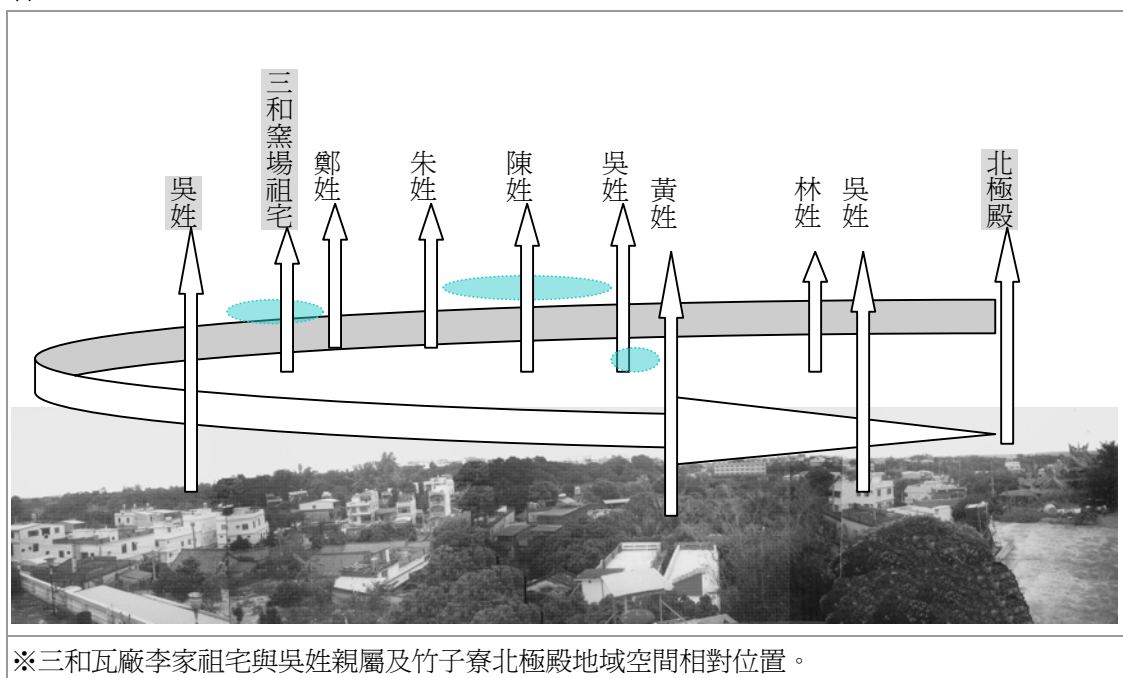 吳姓
三和窯場祖宅
鄭姓
朱姓
陳姓
吳姓
黃姓
林姓
吳姓
北極殿
※三和瓦廠李家祖宅與吳姓親屬及竹子寮北極殿地域空間相對位置。